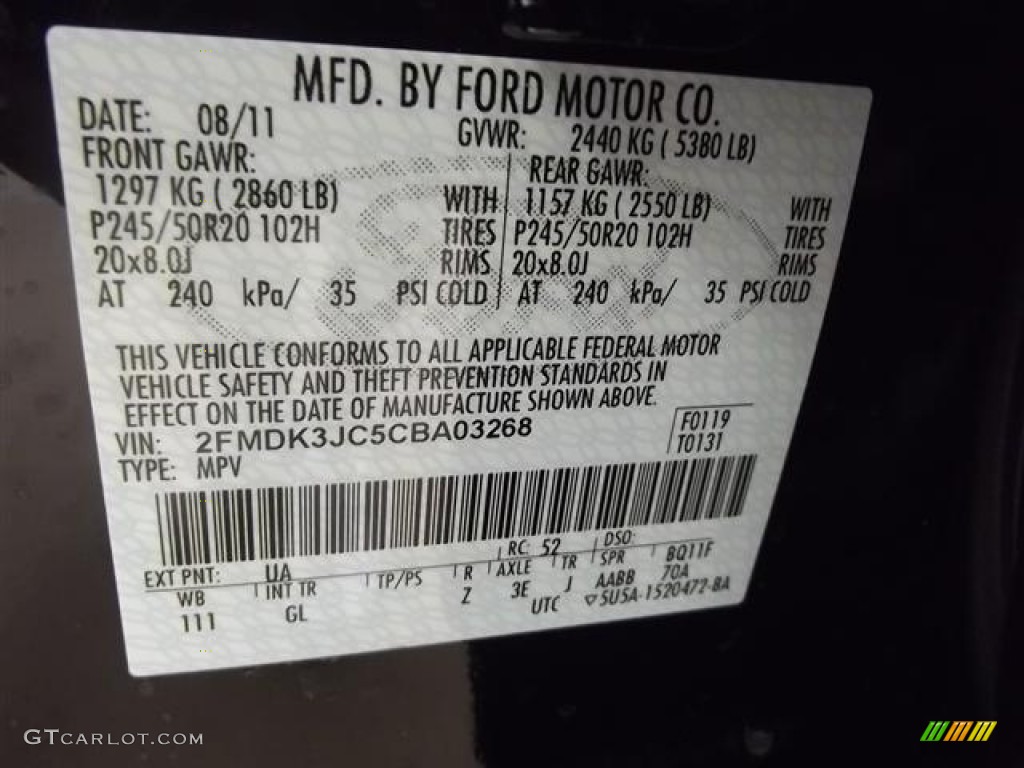 MFD. BY FORD MOTOR CO.
DATE: 08/11 GVWR: 2440 KG ( 5380 LB)
FRONT GAWR: REAR GAWR:
1297 KG ( 2860 LB) WITH 1157 KG ( 2550 LB) WITH
P245/50R20 102H TIRES P245/50R20 102H TIRES
20x8.0J RIMS 20x8.0J RIMS
AT 240 kPa/ 35 PSI COLD AT 240 kPa/ 35 PSI COLD
THIS VEHICLE CONFORMS TO ALL APPLICABLE FEDERAL MOTOR
VEHICLE SAFETY AND THEFT PREVENTION STANDARDS IN
EFFECT ON THE DATE OF MANUFACTURE SHOWN ABOVE.
VIN: 2FMDK3JC5CBA03268 F0119
TYPE: MPV T0131
EXT PNT: UA RC: 52 DSO:
WB INT TR TP/PS R AXLE TR SPR BQ11F
111 GL Z 3E J AABB 70A
UTC ▽5U5A-1520472-BA
GTCARLOT.COM